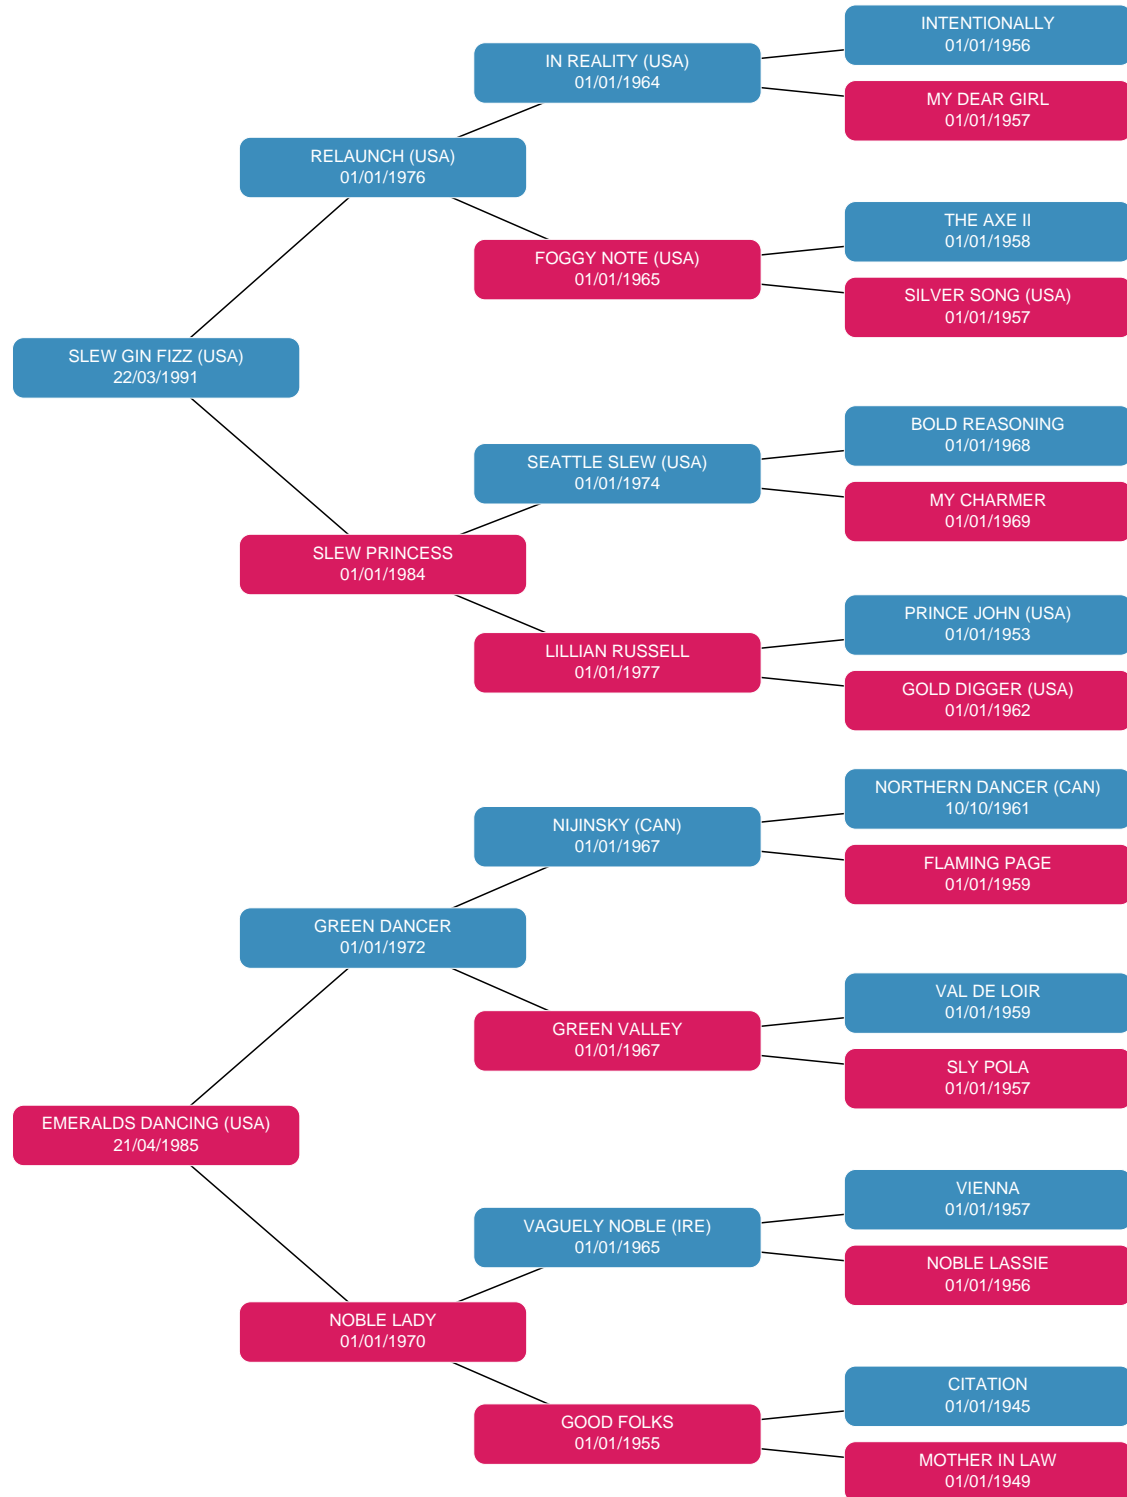 INTENTIONALLY
01/01/1956
IN REALITY (USA)
01/01/1964
MY DEAR GIRL
01/01/1957
RELAUNCH (USA)
01/01/1976
THE AXE II
01/01/1958
FOGGY NOTE (USA)
01/01/1965
SILVER SONG (USA)
01/01/1957
SLEW GIN FIZZ (USA)
22/03/1991
BOLD REASONING
01/01/1968
SEATTLE SLEW (USA)
01/01/1974
MY CHARMER
01/01/1969
SLEW PRINCESS
01/01/1984
PRINCE JOHN (USA)
01/01/1953
LILLIAN RUSSELL
01/01/1977
GOLD DIGGER (USA)
01/01/1962
NORTHERN DANCER (CAN)
10/10/1961
NIJINSKY (CAN)
01/01/1967
FLAMING PAGE
01/01/1959
GREEN DANCER
01/01/1972
VAL DE LOIR
01/01/1959
GREEN VALLEY
01/01/1967
SLY POLA
01/01/1957
EMERALDS DANCING (USA)
21/04/1985
VIENNA
01/01/1957
VAGUELY NOBLE (IRE)
01/01/1965
NOBLE LASSIE
01/01/1956
NOBLE LADY
01/01/1970
CITATION
01/01/1945
GOOD FOLKS
01/01/1955
MOTHER IN LAW
01/01/1949